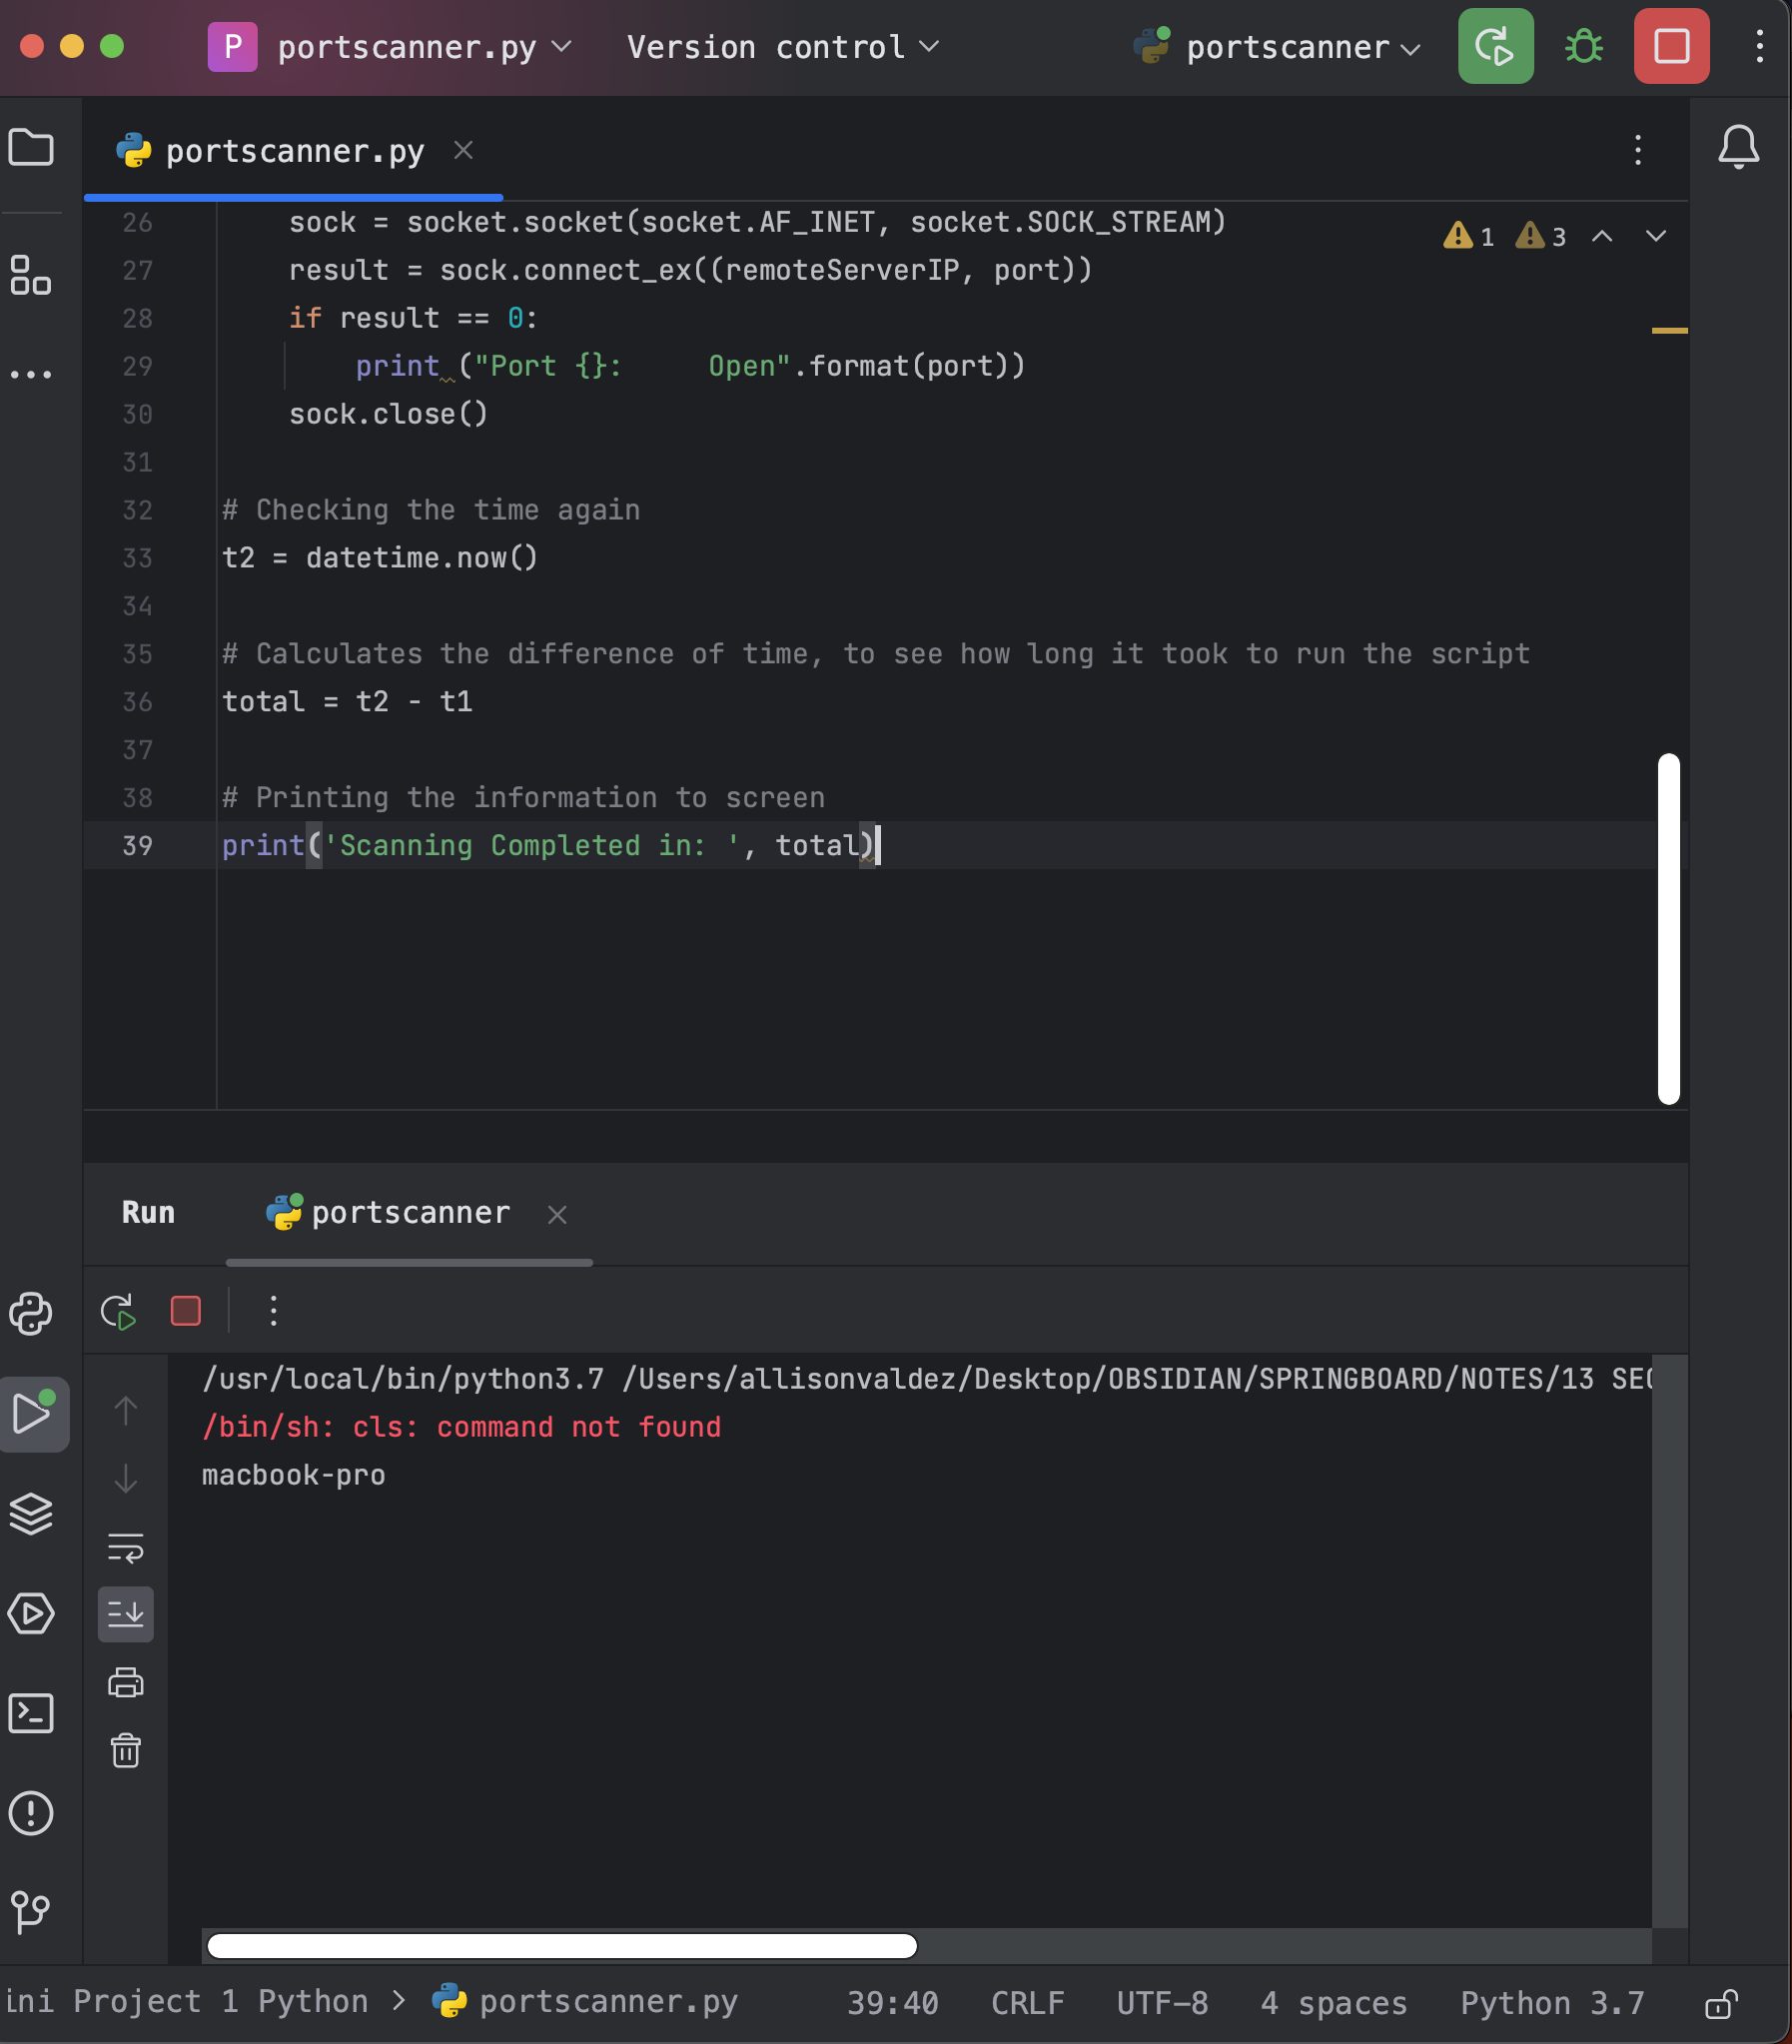 P portscanner.py Version control portscanner
portscanner.py
26 sock = socket.socket(socket.AF_INET, socket.SOCK_STREAM)
1 3
27 result = sock.connect_ex((remoteServerIP, port))
28 if result == 0:
29 print ("Port {}:     Open".format(port))
30 sock.close()
31
32 # Checking the time again
33 t2 = datetime.now()
34
35 # Calculates the difference of time, to see how long it took to run the script
36 total = t2 - t1
37
38 # Printing the information to screen
39 print('Scanning Completed in: ', total)
Run portscanner
/usr/local/bin/python3.7 /Users/allisonvaldez/Desktop/OBSIDIAN/SPRINGBOARD/NOTES/13 SEC
/bin/sh: cls: command not found
macbook-pro
ini Project 1 Python > portscanner.py 39:40 CRLF UTF-8 4 spaces Python 3.7